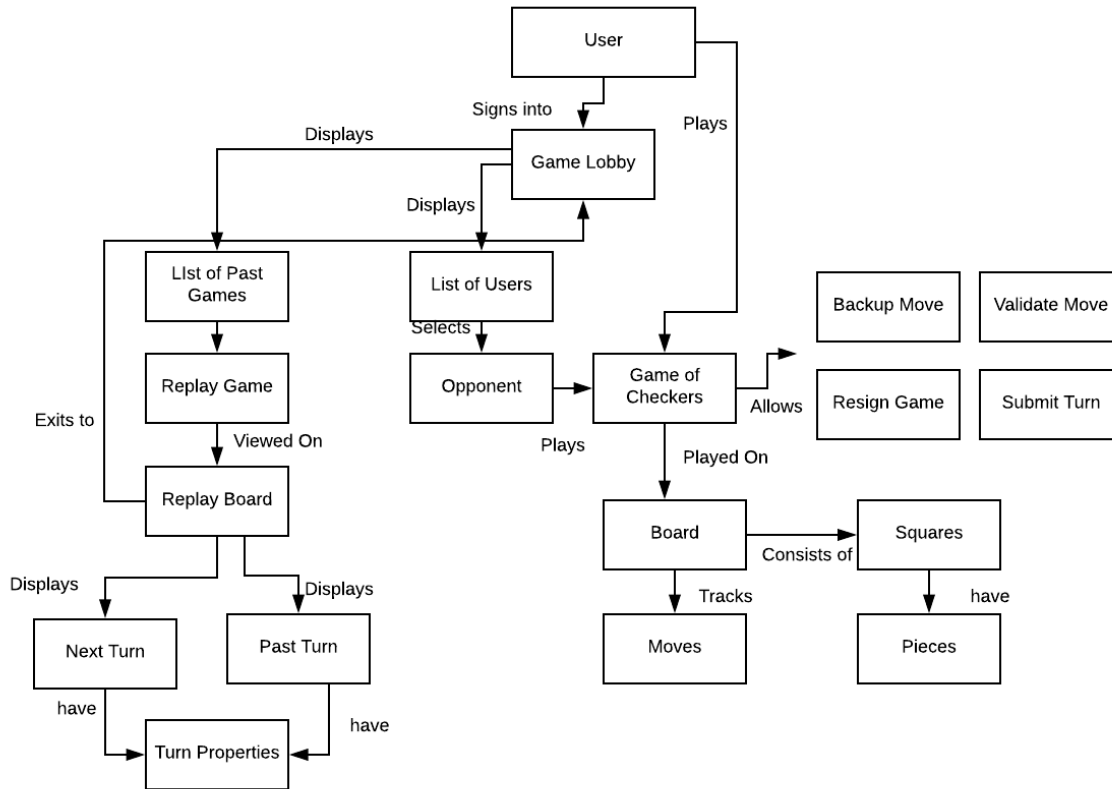 User
Signs into
Plays
Displays
Game Lobby
Displays
LIst of Past
Games
List of Users
Backup Move
Validate Move
Selects
Replay Game
Opponent
Game of
Checkers
Allows
Resign Game
Submit Turn
Exits to
Viewed On
Plays
Played On
Replay Board
Board
Consists of
Squares
Displays
Displays
Tracks
have
Next Turn
Past Turn
Moves
Pieces
have
have
Turn Properties